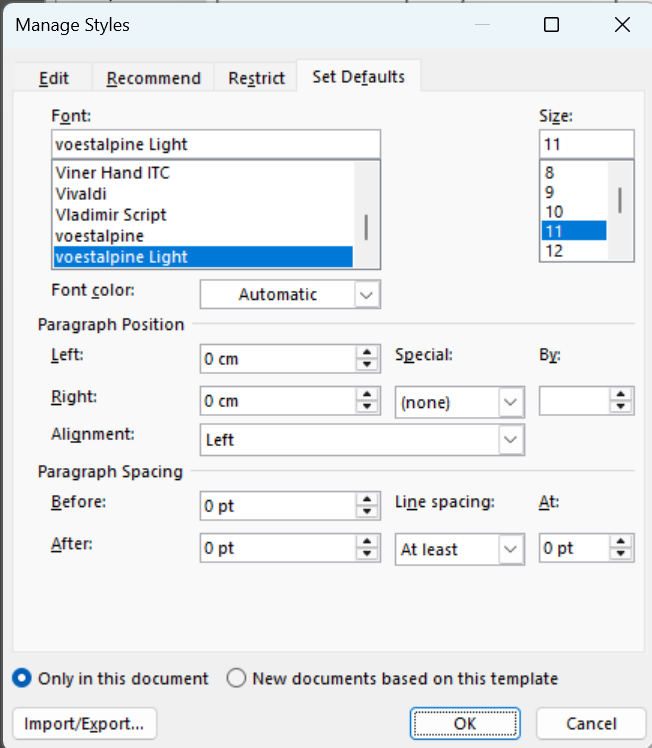 Manage Styles
Edit Recommend Restrict Set Defaults
Font: Size:
voestalpine Light 11
Viner Hand ITC 8
Vivaldi 9
Vladimir Script 10
voestalpine 11
voestalpine Light 12
Font color: Automatic
Paragraph Position
Left: 0 cm Special: By:
Right: 0 cm (none)
Alignment: Left
Paragraph Spacing
Before: 0 pt Line spacing: At:
After: 0 pt At least 0 pt
Only in this document New documents based on this template
Import/Export... OK Cancel